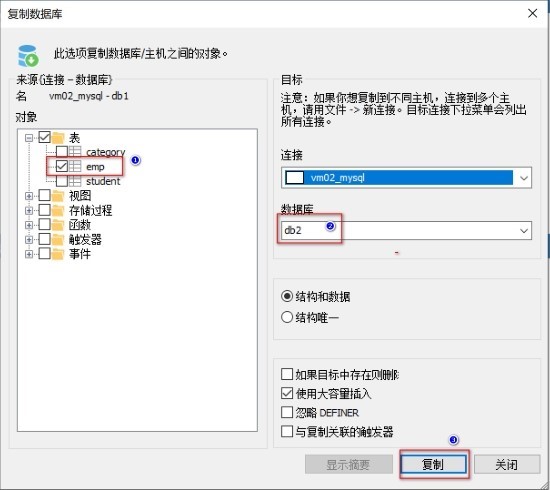 复制数据库
此选项复制数据库/主机之间的对象。
来源{连接 - 数据库}
名 vm02_mysql - db1
对象
表
category
emp
①
student
视图
存储过程
函数
触发器
事件
目标
注意：如果你想复制到不同主机，连接到多个主
机，请用文件 -> 新连接。目标连接下拉菜单会列出
所有连接。
连接
vm02_mysql
数据库
②
db2
结构和数据
结构唯一
如果目标中存在则删除
使用大容量插入
忽略 DEFINER
与复制关联的触发器
③
显示摘要 复制 关闭